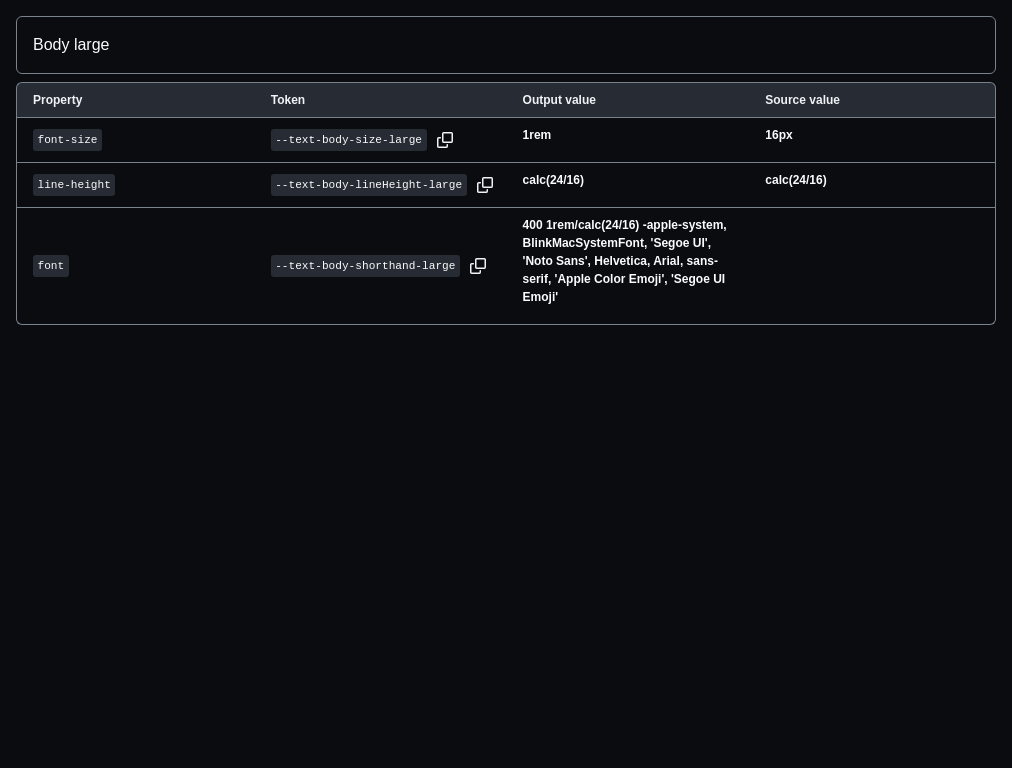 Body large
Property Token Output value Source value
font-size --text-body-size-large 1rem 16px
line-height --text-body-lineHeight-large calc(24/16) calc(24/16)
font --text-body-shorthand-large 400 1rem/calc(24/16) -apple-system,
BlinkMacSystemFont, 'Segoe UI',
'Noto Sans', Helvetica, Arial, sans-
serif, 'Apple Color Emoji', 'Segoe UI
Emoji'